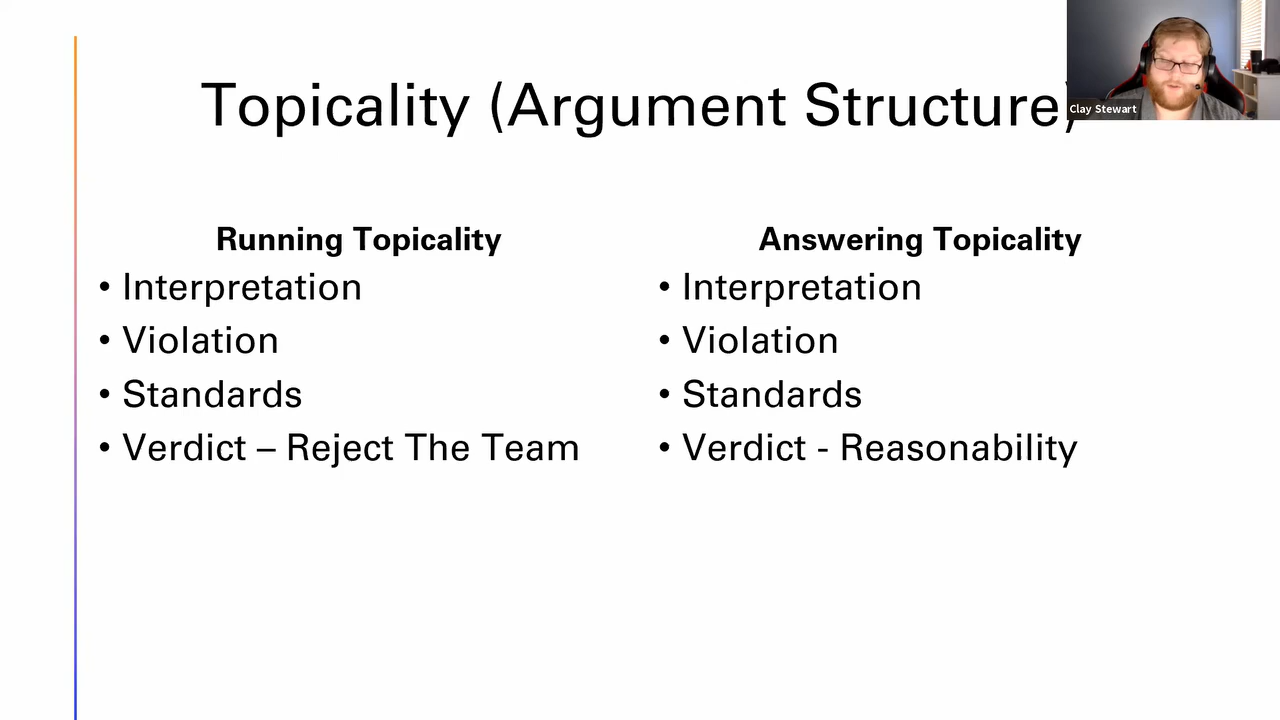 Topicality (Argument Structure)
Clay Stewart
Running Topicality
• Interpretation
• Violation
• Standards
• Verdict – Reject The Team
Answering Topicality
• Interpretation
• Violation
• Standards
• Verdict - Reasonability